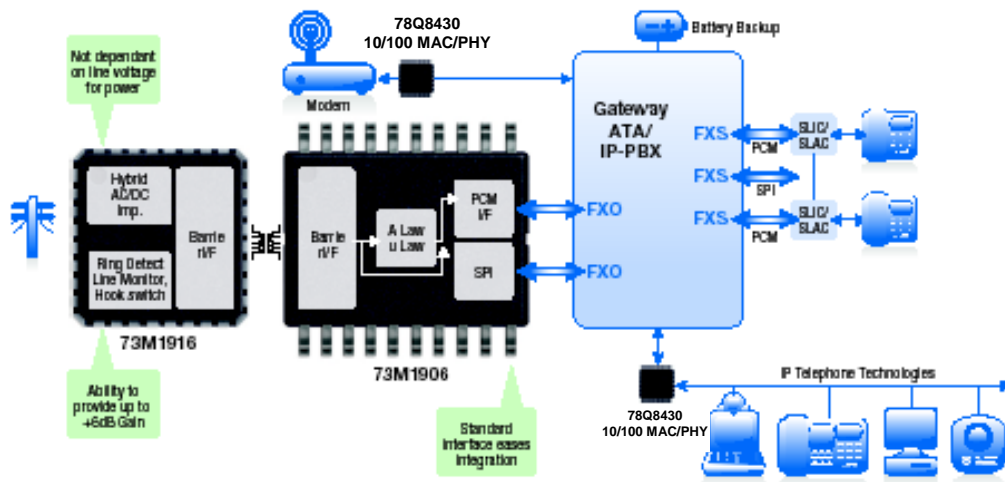 78Q8430
10/100 MAC/PHY
Battery Backup
Not dependant
on line voltage
for power
Modem
Gateway
ATA/
IP-PBX
FXS
PCM
SLIC/
SLAC
FXS
SPI
FXS
PCM
SLIC/
SLAC
Hybrid
AC/DC
Imp.
Ring Detect
Line Monitor,
Hook switch
Barrie
r I/F
Barrie
r I/F
A Law
u Law
PCM
I/F
SPI
FXO
FXO
73M1916
73M1906
Ability to
provide up to
+6dB Gain
Standard
interface eases
integration
78Q8430
10/100 MAC/PHY
IP Telephone Technologies